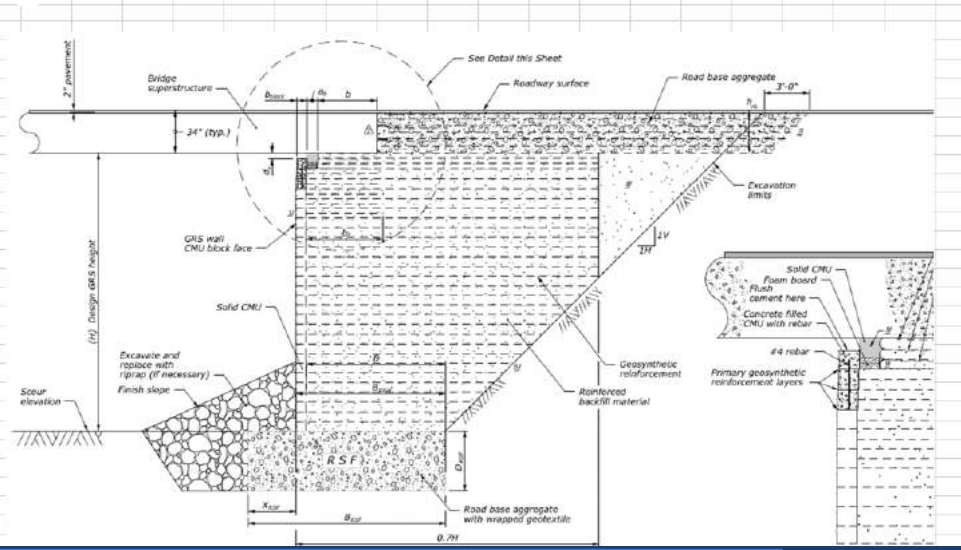 See Detail this Sheet
2" pavement
Bridge
superstructure
b
Roadway surface
Road base aggregate
3'-0"
34" (typ.)
Excavation
limits
1V
1H
GRS wall
CMU block face
(H) Design GRS height
Solid CMU
Excavate and
replace with
riprap (if necessary)
Finish slope
Scour
elevation
B
Geosynthetic
reinforcement
Reinforced
backfill material
RSF
Road base aggregate
with wrapped geotextile
0.7H
Solid CMU
Foam board
Flush
cement here
Concrete filled
CMU with rebar
#4 rebar
Primary geosynthetic
reinforcement layers